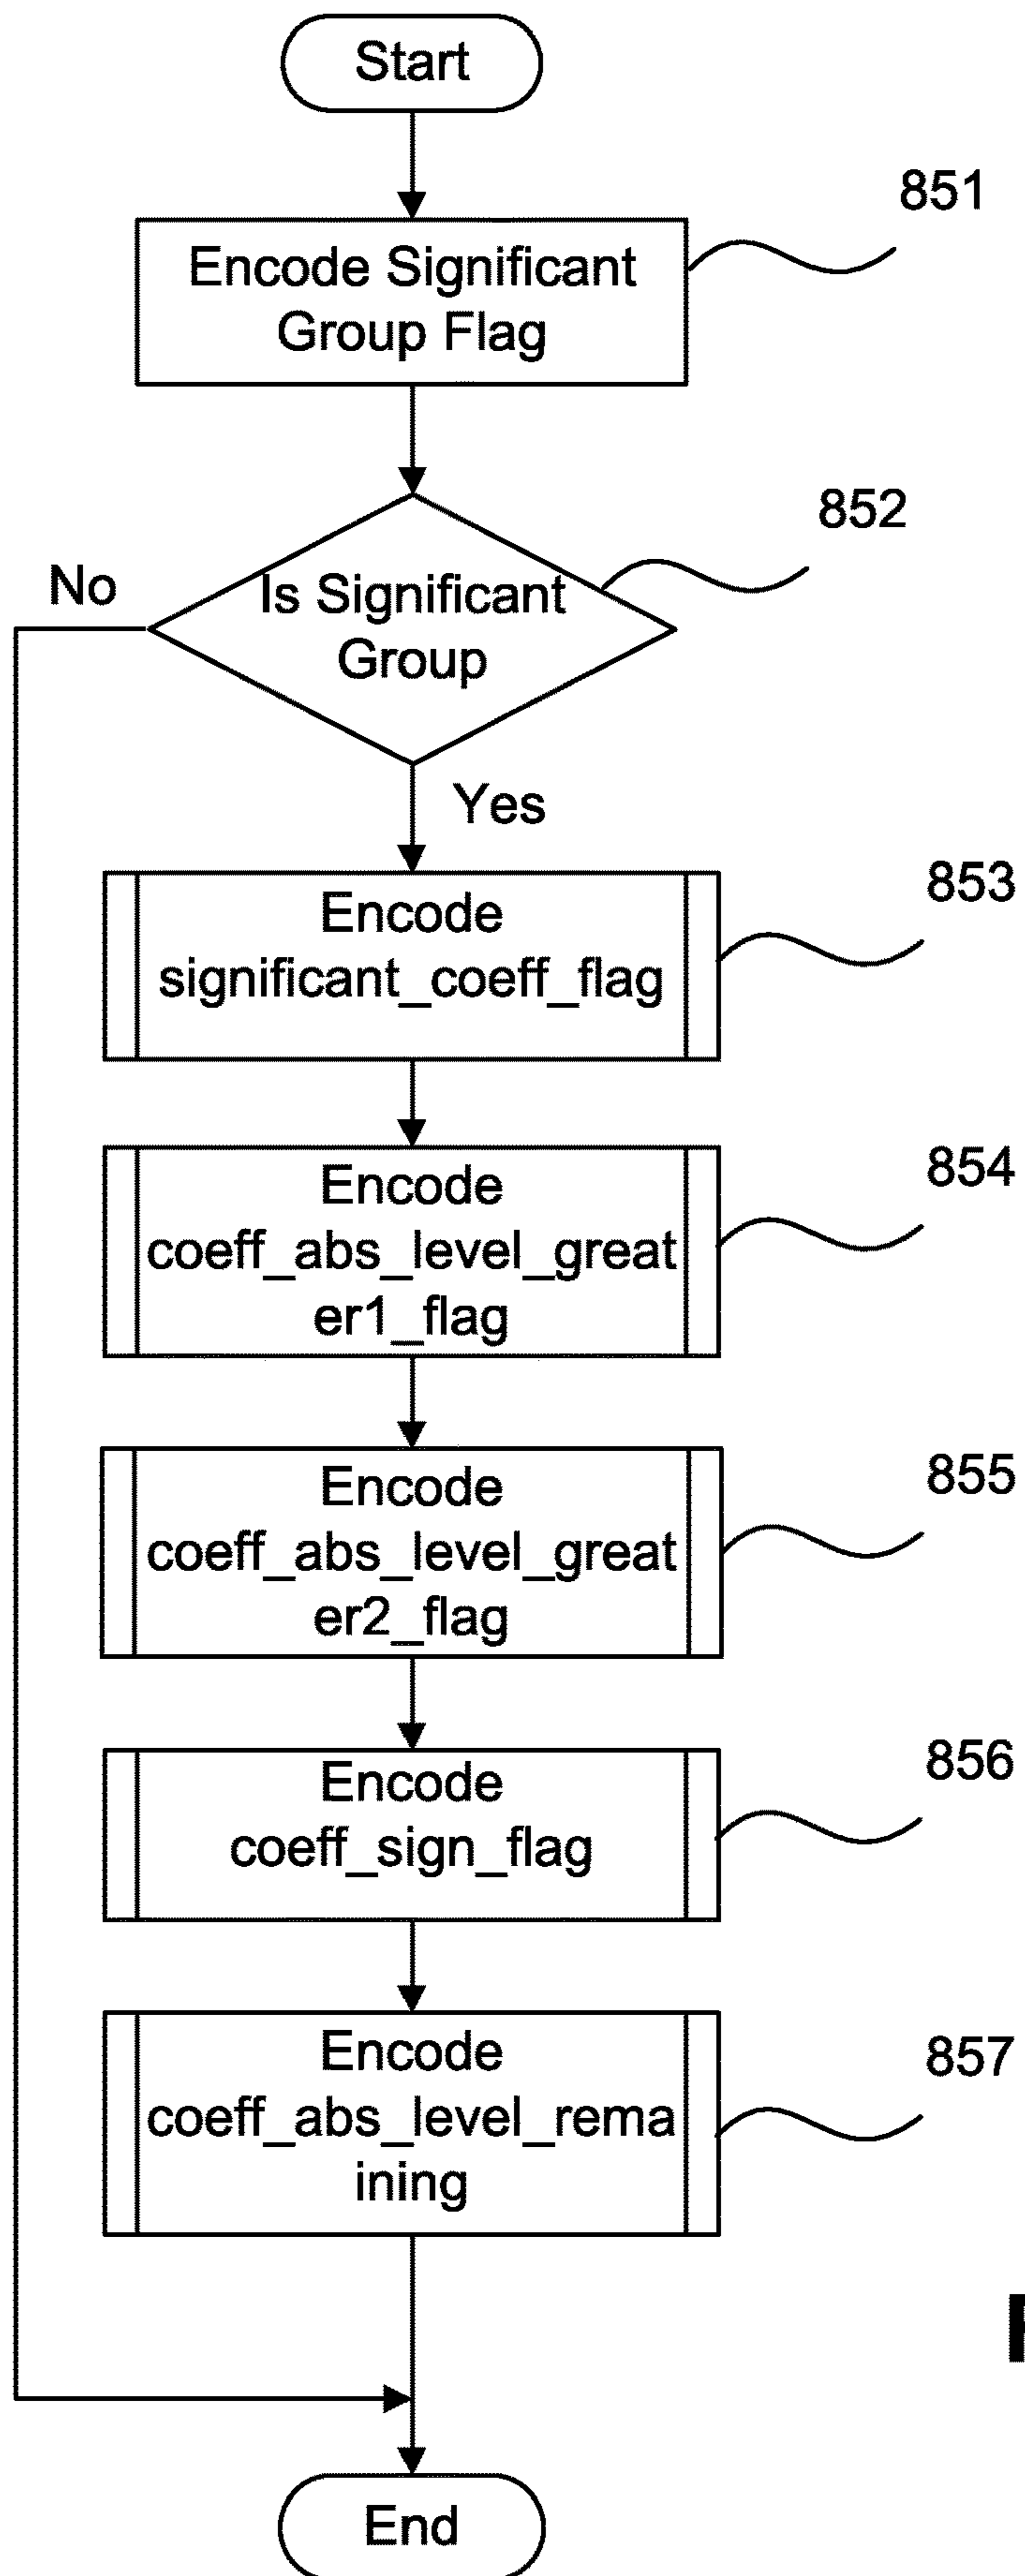 Start
851
Encode Significant
Group Flag
852
No
Is Significant
Group
Yes
853
Encode
significant_coeff_flag
854
Encode
coeff_abs_level_great
er1_flag
855
Encode
coeff_abs_level_great
er2_flag
856
Encode
coeff_sign_flag
857
Encode
coeff_abs_level_rema
ining
End